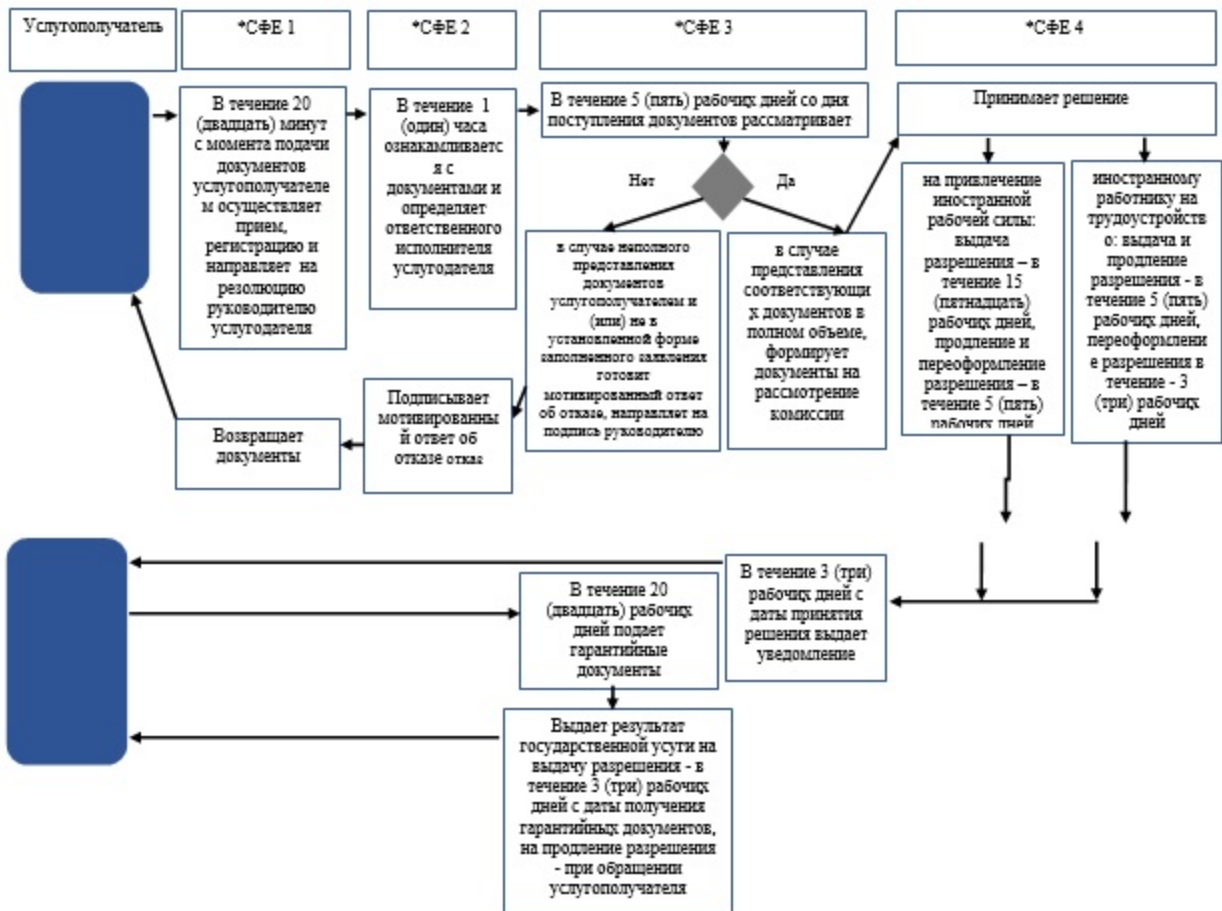 Услугополучатель
*СФЕ 1
*СФЕ 2
*СФЕ 3
*СФЕ 4
В течение 20
(двадцать) минут
с момента подачи
документов
услугополучателе
м осуществляет
прием,
регистрацию и
направляет на
резолюцию
руководителю
услугодателя
В течение 1
(один) часа
ознакамливаетс
я с
документами и
определяет
ответственного
исполнителя
услугодателя
В течение 5 (пять) рабочих дней со дня
поступления документов рассматривает
Нет
Да
в случае неполного
представления
документов
услугополучателем и
(или) не в
установленной форме
заполненного заявления
готовит
мотивированный ответ
об отказе, направляет на
подпись руководителю
в случае
представления
соответствующи
х документов в
полном объеме,
формирует
документы на
рассмотрение
комиссии
Принимает решение
на привлечение
иностранной
рабочей силы:
выдача
разрешения – в
течение 15
(пятнадцать)
рабочих дней,
продление и
переоформление
разрешения – в
течение 5 (пять)
рабочих дней
иностранному
работнику на
трудоустройств
о: выдача и
продление
разрешения - в
течение 5 (пять)
рабочих дней,
переоформлени
е разрешения в
течение - 3
(три) рабочих
дней
Подписывает
мотивированны
й ответ об
отказе отказ
Возвращает
документы
В течение 3 (три)
рабочих дней с
даты принятия
решения выдает
уведомление
В течение 20
(двадцать) рабочих
дней подает
гарантийные
документы
Выдает результат
государственной усуги на
выдачу разрешения - в
течение 3 (три) рабочих
дней с даты получения
гарантийных документов,
на продление разрешения
- при обращении
услугополучателя